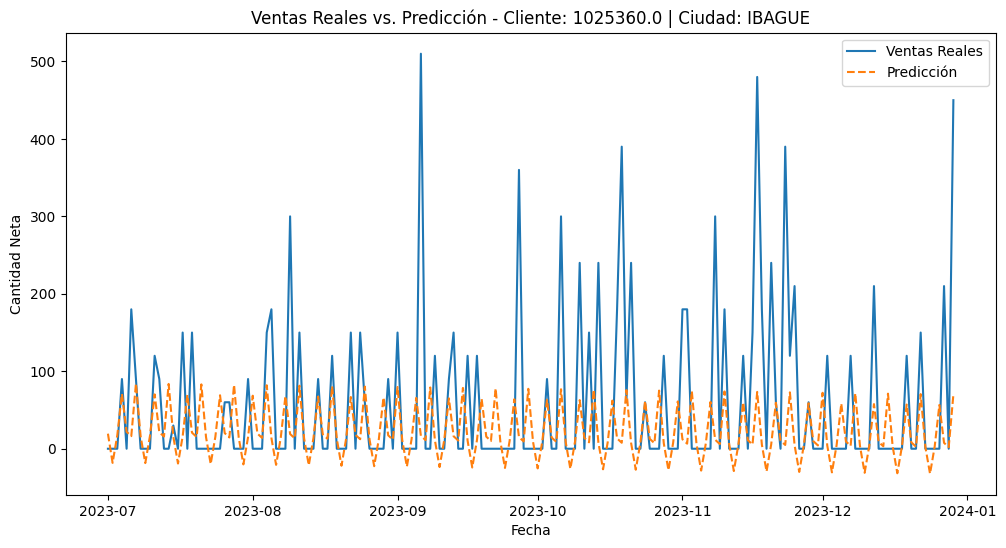 Ventas Reales vs. Predicción - Cliente: 1025360.0 | Ciudad: IBAGUE
Ventas Reales
Predicción
Cantidad Neta
500
400
300
200
100
0
2023-07
2023-08
2023-09
2023-10
2023-11
2023-12
2024-01
Fecha